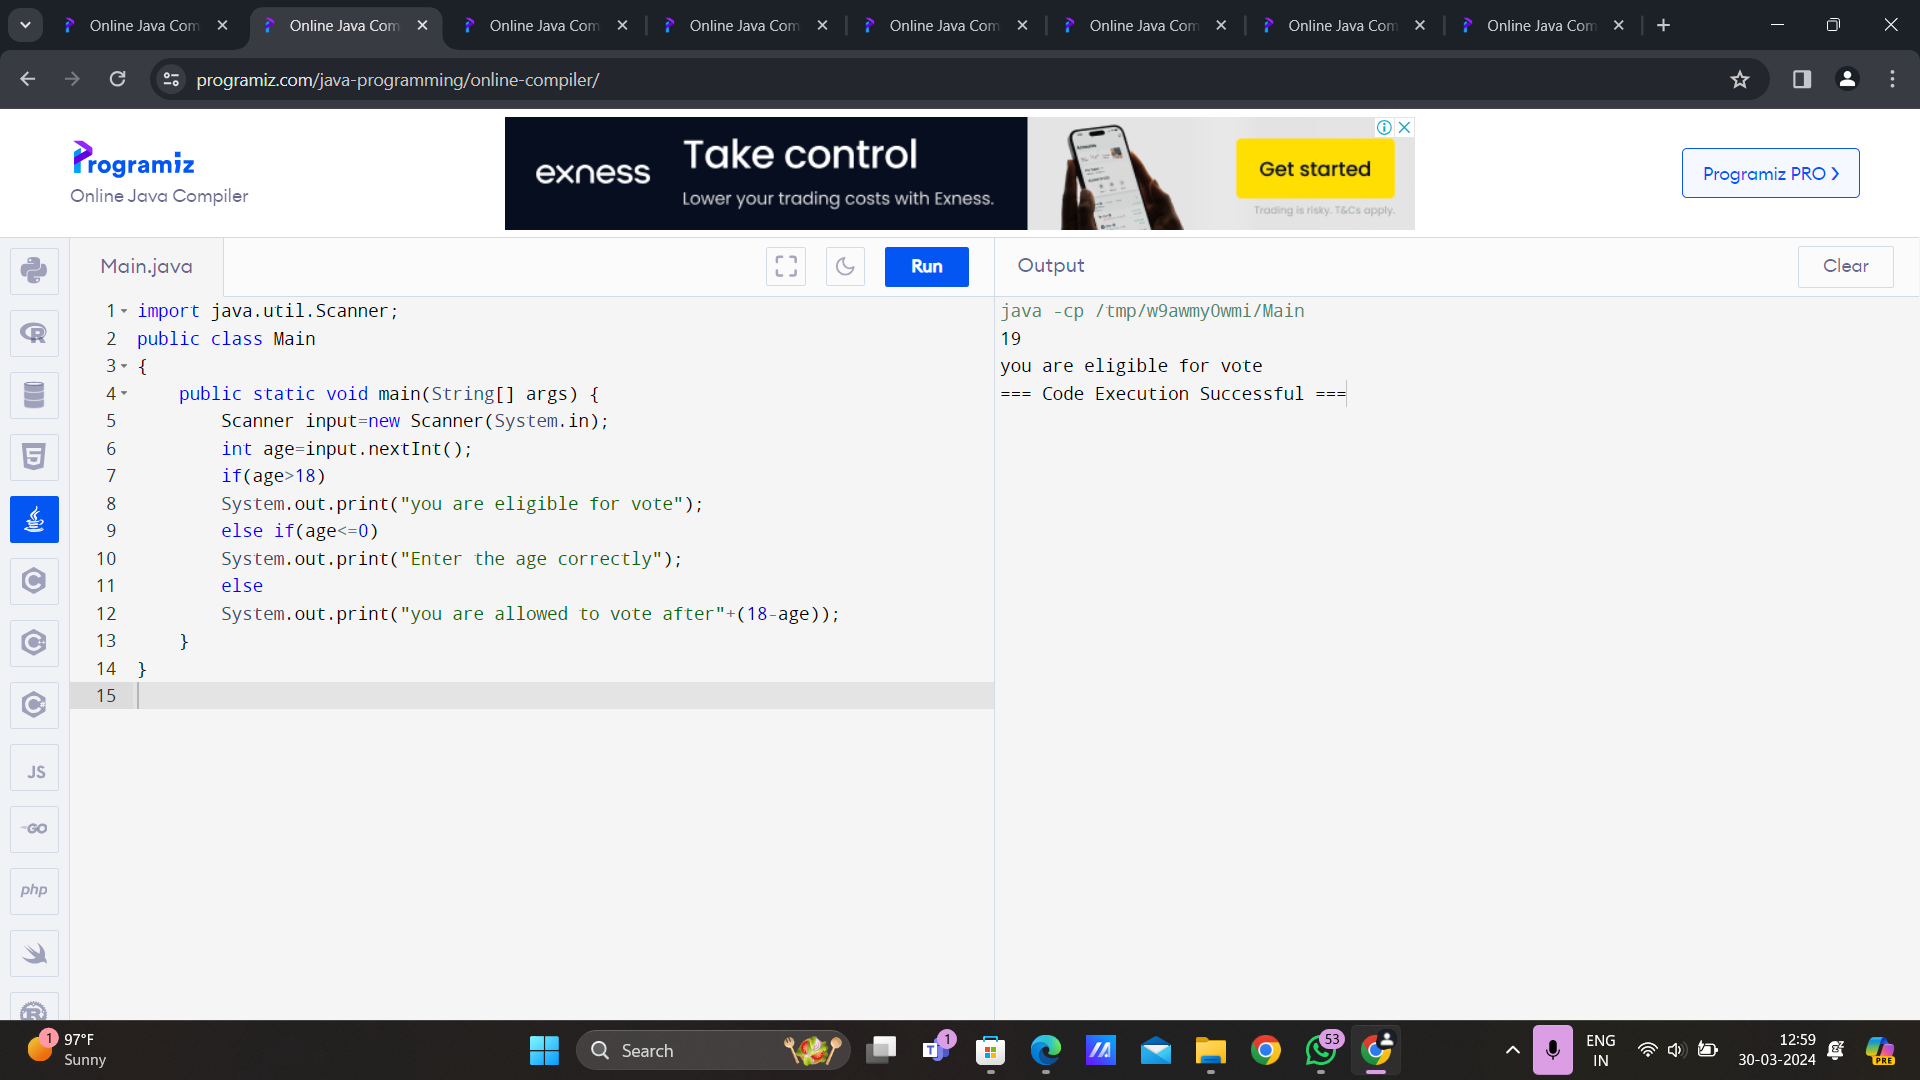 Online Java Com
Online Java Com
Online Java Com
Online Java Com
Online Java Com
Online Java Com
Online Java Com
Online Java Com
programiz.com/java-programming/online-compiler/
Programiz
Online Java Compiler
exness
Take control
Lower your trading costs with Exness.
Get started
Trading is risky. T&Cs apply.
Programiz PRO
Main.java
Run
Output
Clear
1 import java.util.Scanner;
2 public class Main
3 {
4 public static void main(String[] args) {
5 Scanner input=new Scanner(System.in);
6 int age=input.nextInt();
7 if(age>18)
8 System.out.print("you are eligible for vote");
9 else if(age<=0)
10 System.out.print("Enter the age correctly");
11 else
12 System.out.print("you are allowed to vote after"+(18-age));
13 }
14 }
15
java -cp /tmp/w9awmyOwmi/Main
19
you are eligible for vote
=== Code Execution Successful ===
R
5
C
C
C
JS
GO
php
R
1
97°F
Sunny
Search
T
1
53
ENG
IN
12:59
30-03-2024
PRE